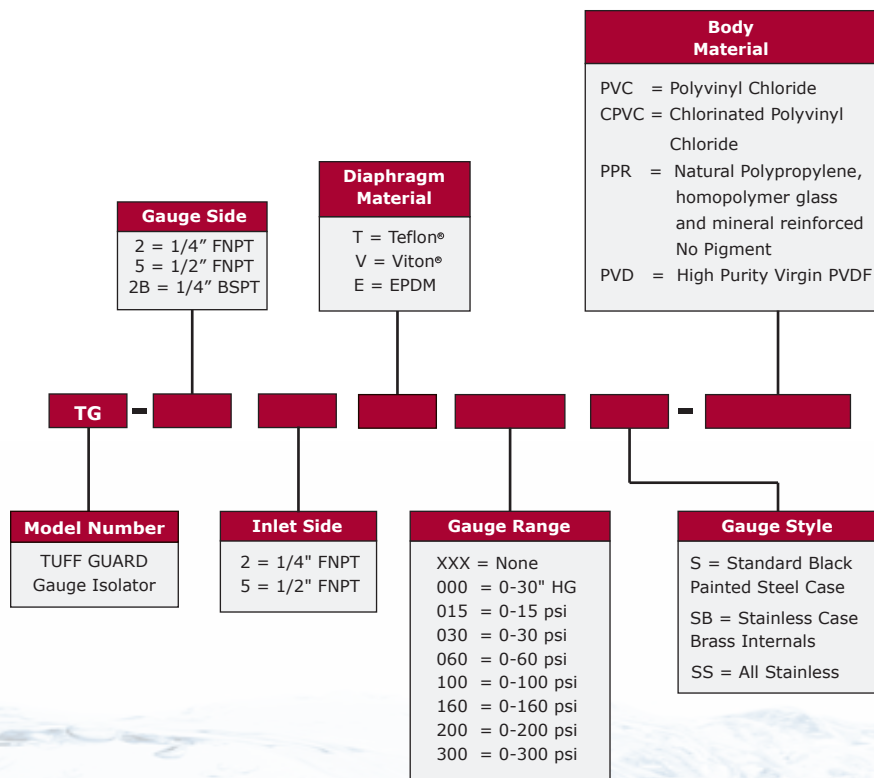 Body
Material
PVC = Polyvinyl Chloride
CPVC = Chlorinated Polyvinyl
Chloride
PPR = Natural Polypropylene,
homopolymer glass
and mineral reinforced
No Pigment
PVD = High Purity Virgin PVDF
Diaphragm
Material
T = Teflon®
V = Viton®
E = EPDM
Gauge Side
2 = 1/4” FNPT
5 = 1/2” FNPT
2B = 1/4” BSPT
TG - -
Model Number
TUFF GUARD
Gauge Isolator
Inlet Side
2 = 1/4" FNPT
5 = 1/2" FNPT
Gauge Range
XXX = None
000 = 0-30" HG
015 = 0-15 psi
030 = 0-30 psi
060 = 0-60 psi
100 = 0-100 psi
160 = 0-160 psi
200 = 0-200 psi
300 = 0-300 psi
Gauge Style
S = Standard Black
Painted Steel Case
SB = Stainless Case
Brass Internals
SS = All Stainless